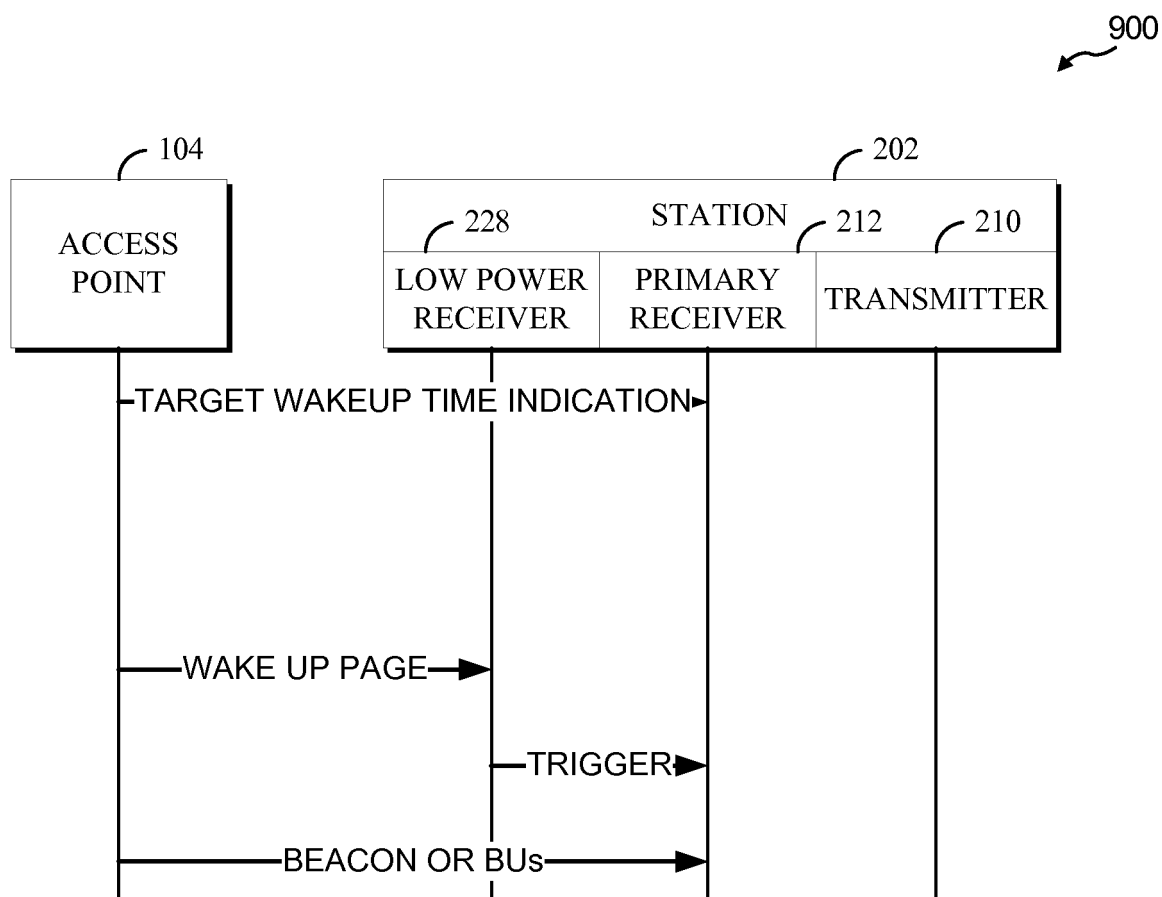 900
104
202
ACCESS
POINT
STATION
228
212
210
LOW POWER
RECEIVER
PRIMARY
RECEIVER
TRANSMITTER
TARGET WAKEUP TIME INDICATION
WAKE UP PAGE
TRIGGER
BEACON OR BUs